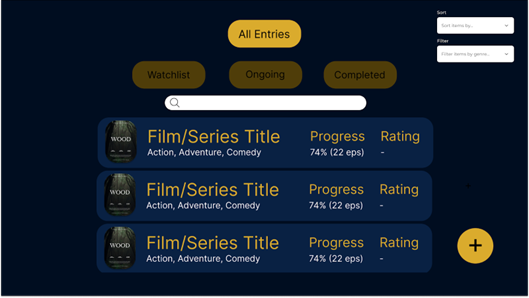 Sort
Sort items by...
Filter
Filter items by genre...
All Entries
Watchlist
Ongoing
Completed
WOOD
Film/Series Title
Progress
Rating
Action, Adventure, Comedy
74% (22 eps)
-
WOOD
Film/Series Title
Progress
Rating
Action, Adventure, Comedy
74% (22 eps)
-
WOOD
Film/Series Title
Progress
Rating
Action, Adventure, Comedy
74% (22 eps)
-
+